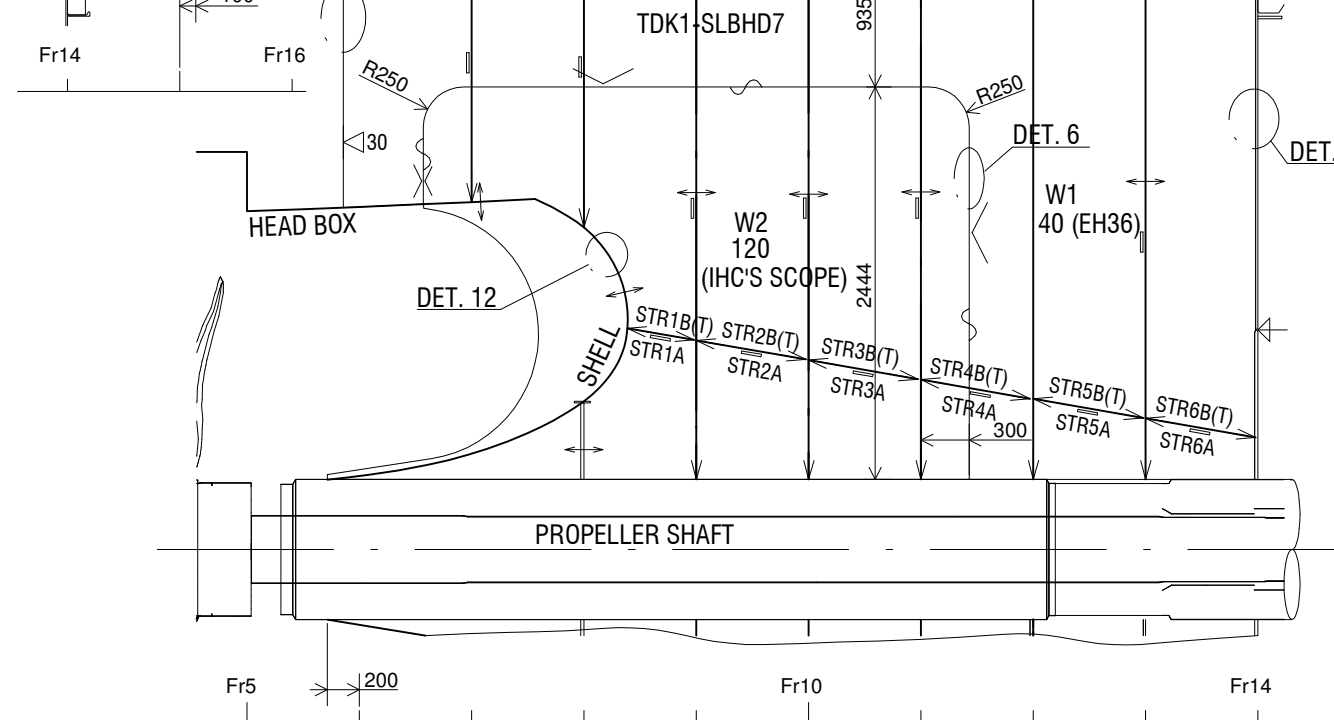 TDK1-SLBHD7
935
Fr14
Fr16
R250
R250
30
DET. 6
DET.
W1
40 (EH36)
HEAD BOX
W2
120
(IHC'S SCOPE)
2444
DET. 12
SHELL
STR1B(T)
STR2B(T)
STR3B(T)
STR4B(T)
STR5B(T)
STR6B(T)
STR1A
STR2A
STR3A
STR4A
STR5A
STR6A
300
PROPELLER SHAFT
Fr5
200
Fr10
Fr14